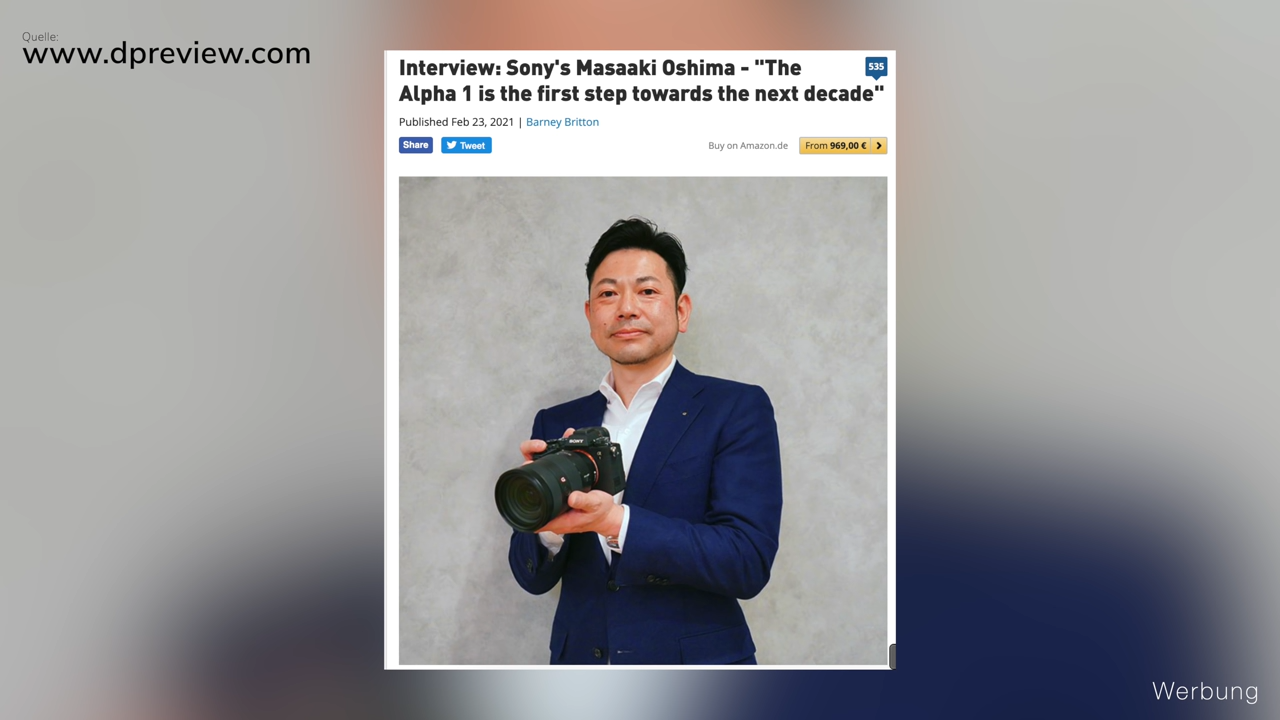 Quelle:
www.dpreview.com
Interview: Sony's Masaaki Oshima - "The
Alpha 1 is the first step towards the next decade"
535
Published Feb 23, 2021 | Barney Britton
Share
Tweet
Buy on Amazon.de
From 969,00 €
SONY
Werbung